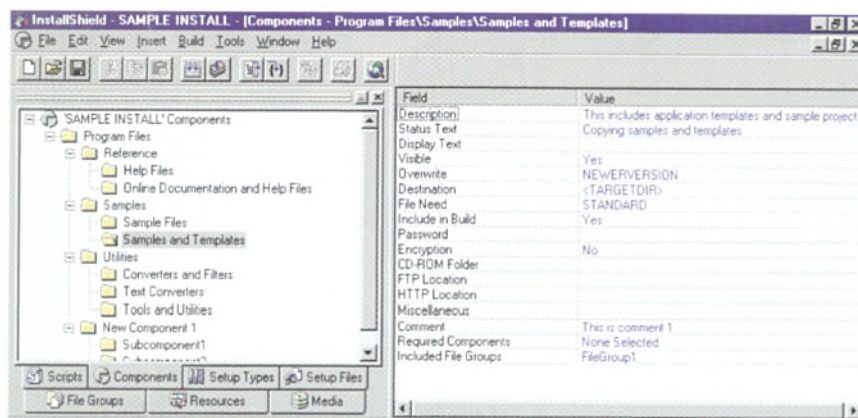 InstallShield - SAMPLE INSTALL - [Components - Program Files\Samples\Samples and Templates]
File Edit View Insert Build Tools Window Help
'SAMPLE INSTALL' Components
Program Files
Reference
Help Files
Online Documentation and Help Files
Samples
Sample Files
Samples and Templates
Utilities
Converters and Filters
Text Converters
Tools and Utilities
New Component 1
Subcomponent1
Scripts Components Setup Types Setup Files
File Groups Resources Media
Field Value
Description This includes application templates and sample project
Status Text Copying samples and templates
Display Text
Visible Yes
Overwrite NEWERVERSION
Destination <TARGETDIR>
File Need STANDARD
Include in Build Yes
Password
Encryption No
CD-ROM Folder
FTP Location
HTTP Location
Miscellaneous
Comment This is comment 1
Required Components None Selected
Included File Groups FileGroup1